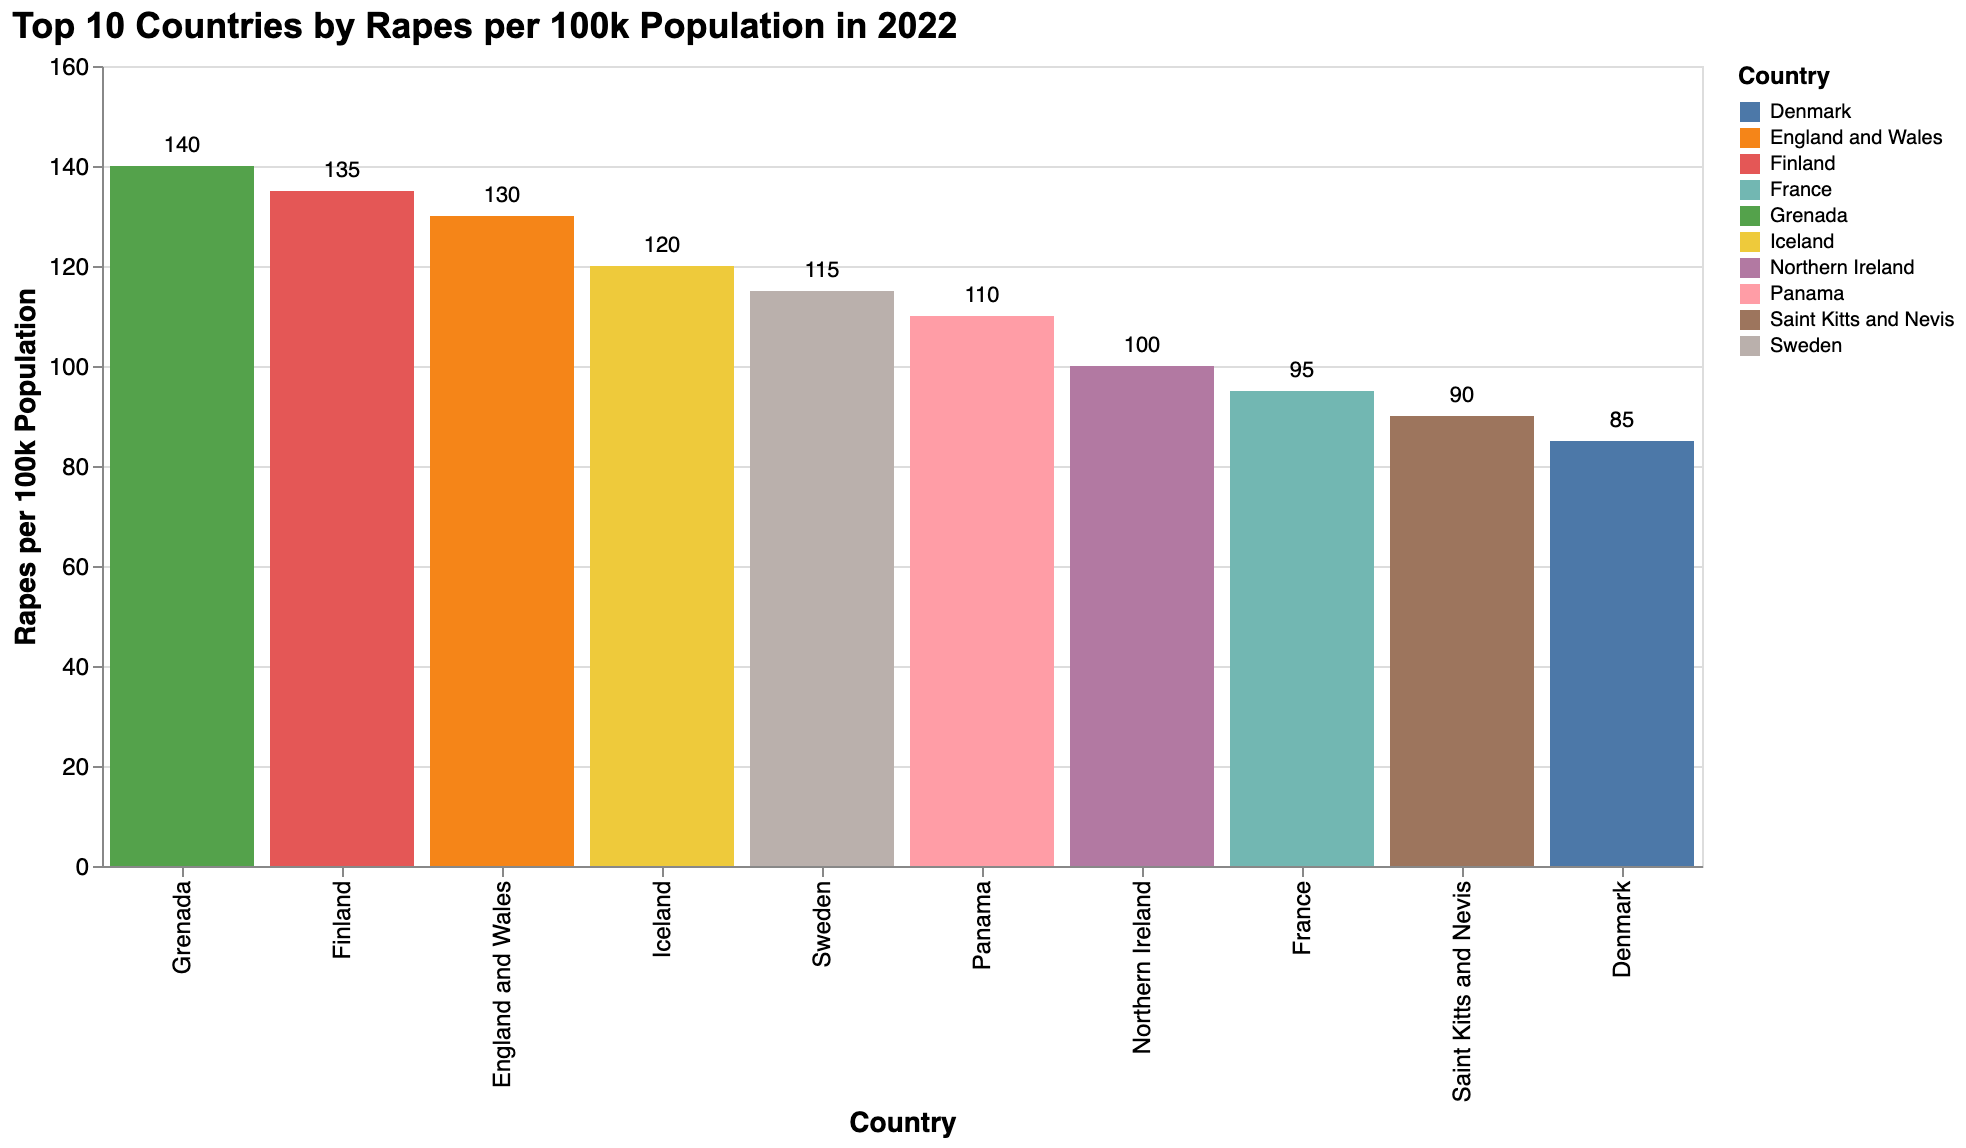 Top 10 Countries by Rapes per 100k Population in 2022
Rapes per 100k Population
160
140
120
100
80
60
40
20
0
140
135
130
120
115
110
100
95
90
85
Grenada
Finland
England and Wales
Iceland
Sweden
Panama
Northern Ireland
France
Saint Kitts and Nevis
Denmark
Country
Country
Denmark
England and Wales
Finland
France
Grenada
Iceland
Northern Ireland
Panama
Saint Kitts and Nevis
Sweden